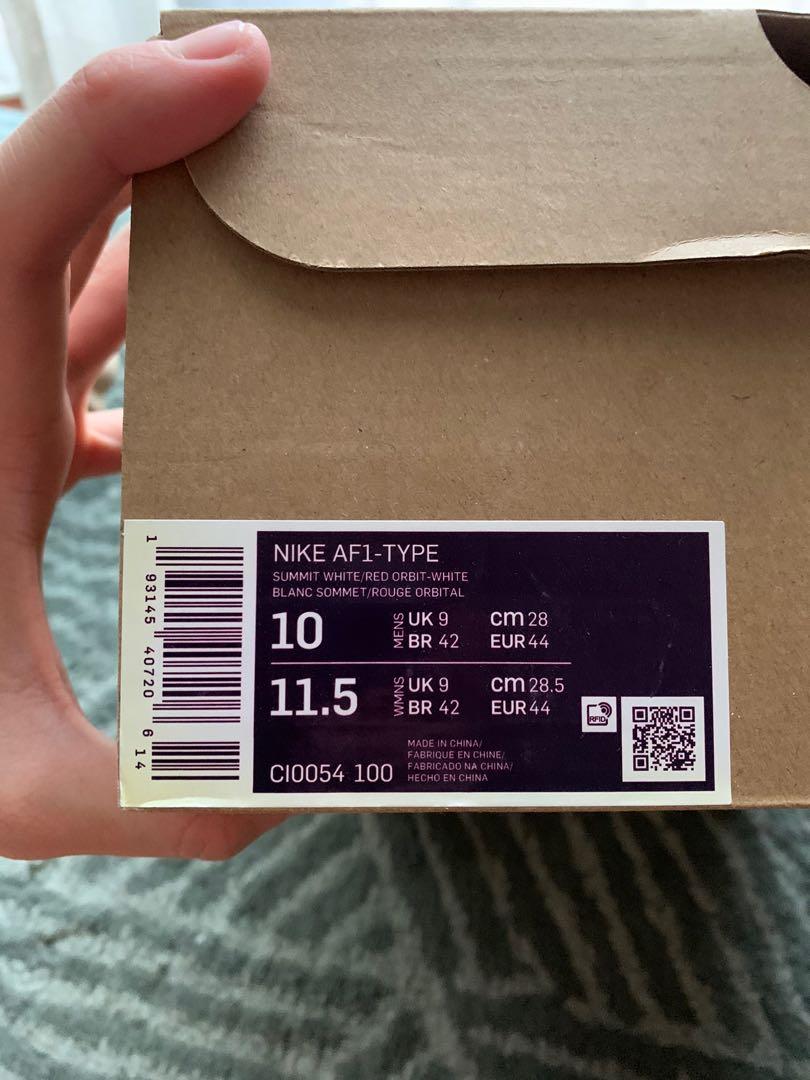 NIKE AF1-TYPE
SUMMIT WHITE/RED ORBIT-WHITE
BLANC SOMMET/ROUGE ORBITAL
10 MENS UK 9 cm 28
BR 42 EUR 44
11.5 WMNS UK 9 cm 28.5
BR 42 EUR 44
RFID
MADE IN CHINA/
FABRIQUÉ EN CHINE/
FABRICADO NA CHINA/
HECHO EN CHINA
CI0054 100
1 93145 40720 6 14